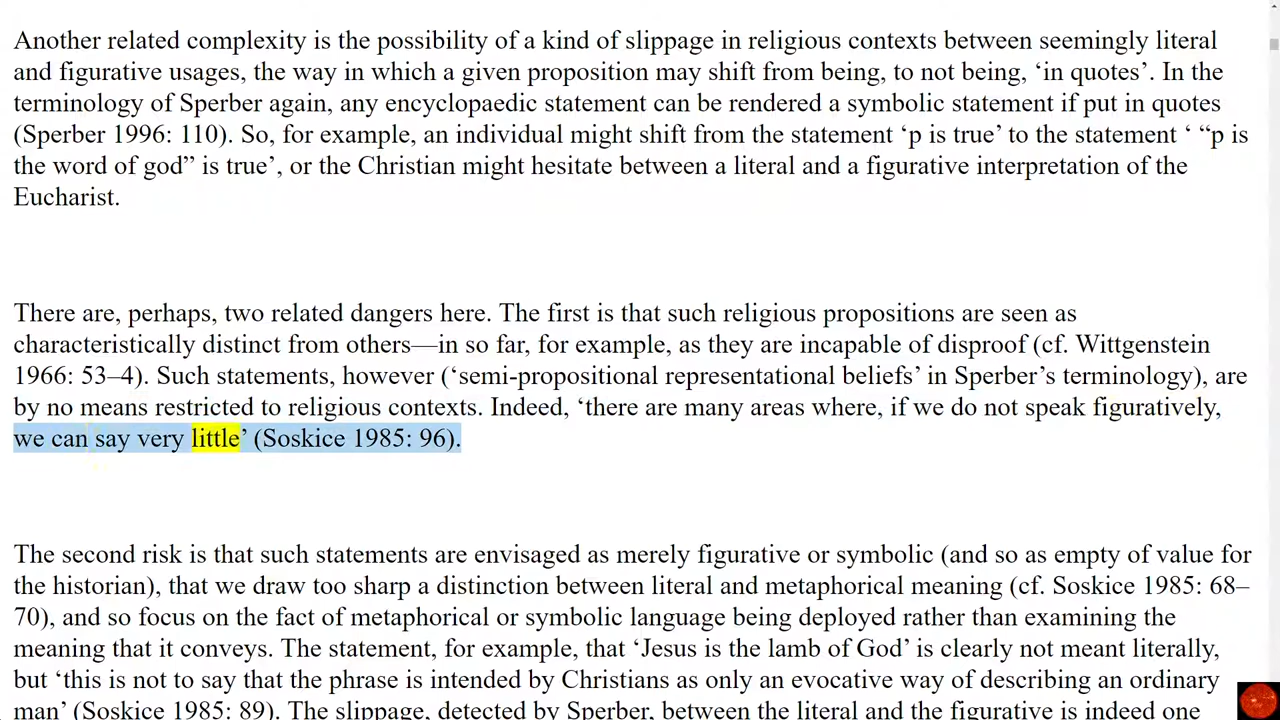 Another related complexity is the possibility of a kind of slippage in religious contexts between seemingly literal
and figurative usages, the way in which a given proposition may shift from being, to not being, ‘in quotes’. In the
terminology of Sperber again, any encyclopaedic statement can be rendered a symbolic statement if put in quotes
(Sperber 1996: 110). So, for example, an individual might shift from the statement ‘p is true’ to the statement ‘ “p is
the word of god” is true’, or the Christian might hesitate between a literal and a figurative interpretation of the
Eucharist.
There are, perhaps, two related dangers here. The first is that such religious propositions are seen as
characteristically distinct from others—in so far, for example, as they are incapable of disproof (cf. Wittgenstein
1966: 53–4). Such statements, however (‘semi-propositional representational beliefs’ in Sperber’s terminology), are
by no means restricted to religious contexts. Indeed, ‘there are many areas where, if we do not speak figuratively,
we can say very little’ (Soskice 1985: 96).
The second risk is that such statements are envisaged as merely figurative or symbolic (and so as empty of value for
the historian), that we draw too sharp a distinction between literal and metaphorical meaning (cf. Soskice 1985: 68–
70), and so focus on the fact of metaphorical or symbolic language being deployed rather than examining the
meaning that it conveys. The statement, for example, that ‘Jesus is the lamb of God’ is clearly not meant literally,
but ‘this is not to say that the phrase is intended by Christians as only an evocative way of describing an ordinary
man’ (Soskice 1985: 89). The slippage, detected by Sperber, between the literal and the figurative is indeed one